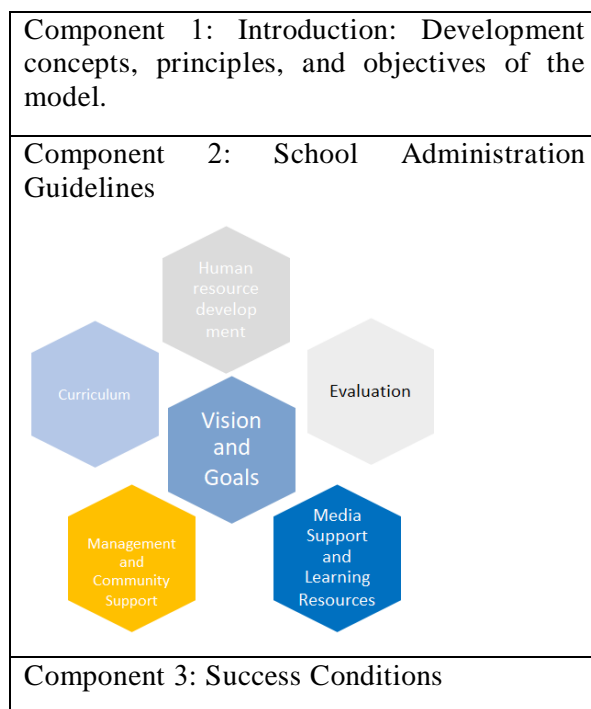 Component 1: Introduction: Development
concepts, principles, and objectives of the
model.
Component 2: School Administration
Guidelines
Human
resource
develop
ment
Curriculum
Evaluation
Vision
and
Goals
Management
and
Community
Support
Media
Support
and
Learning
Resources
Component 3: Success Conditions